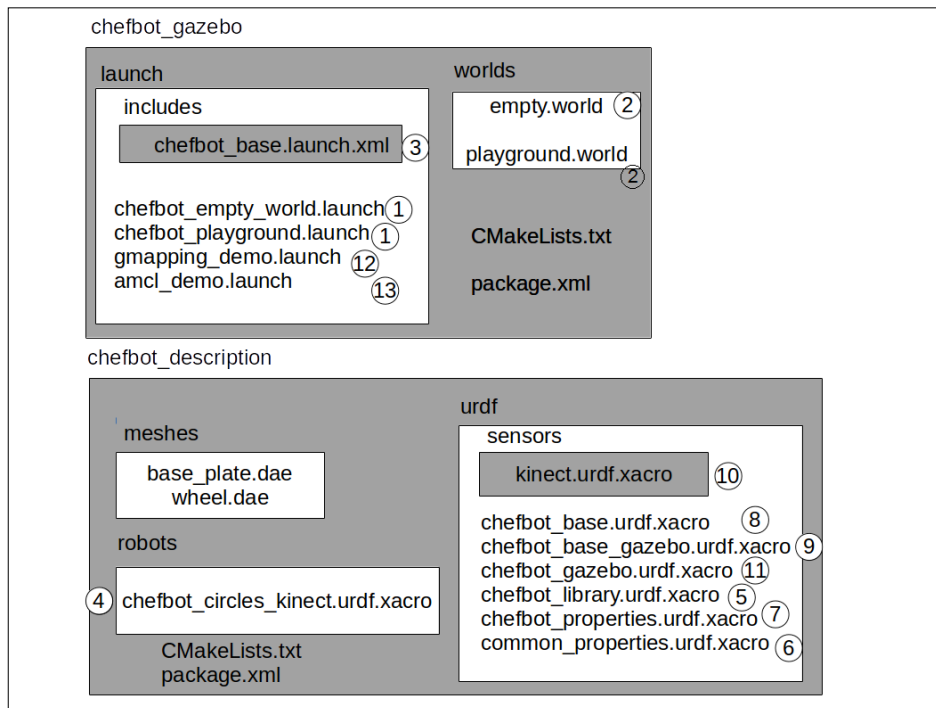 chefbot_gazebo
launch
includes
chefbot_base.launch.xml 3
chefbot_empty_world.launch 1
chefbot_playground.launch 1
gmapping_demo.launch 12
amcl_demo.launch 13
worlds
empty.world 2
playground.world
2
CMakeLists.txt
package.xml
chefbot_description
meshes
base_plate.dae
wheel.dae
robots
4 chefbot_circles_kinect.urdf.xacro
CMakeLists.txt
package.xml
urdf
sensors
kinect.urdf.xacro 10
chefbot_base.urdf.xacro 8
chefbot_base_gazebo.urdf.xacro 9
chefbot_gazebo.urdf.xacro 11
chefbot_library.urdf.xacro 5
chefbot_properties.urdf.xacro 7
common_properties.urdf.xacro 6